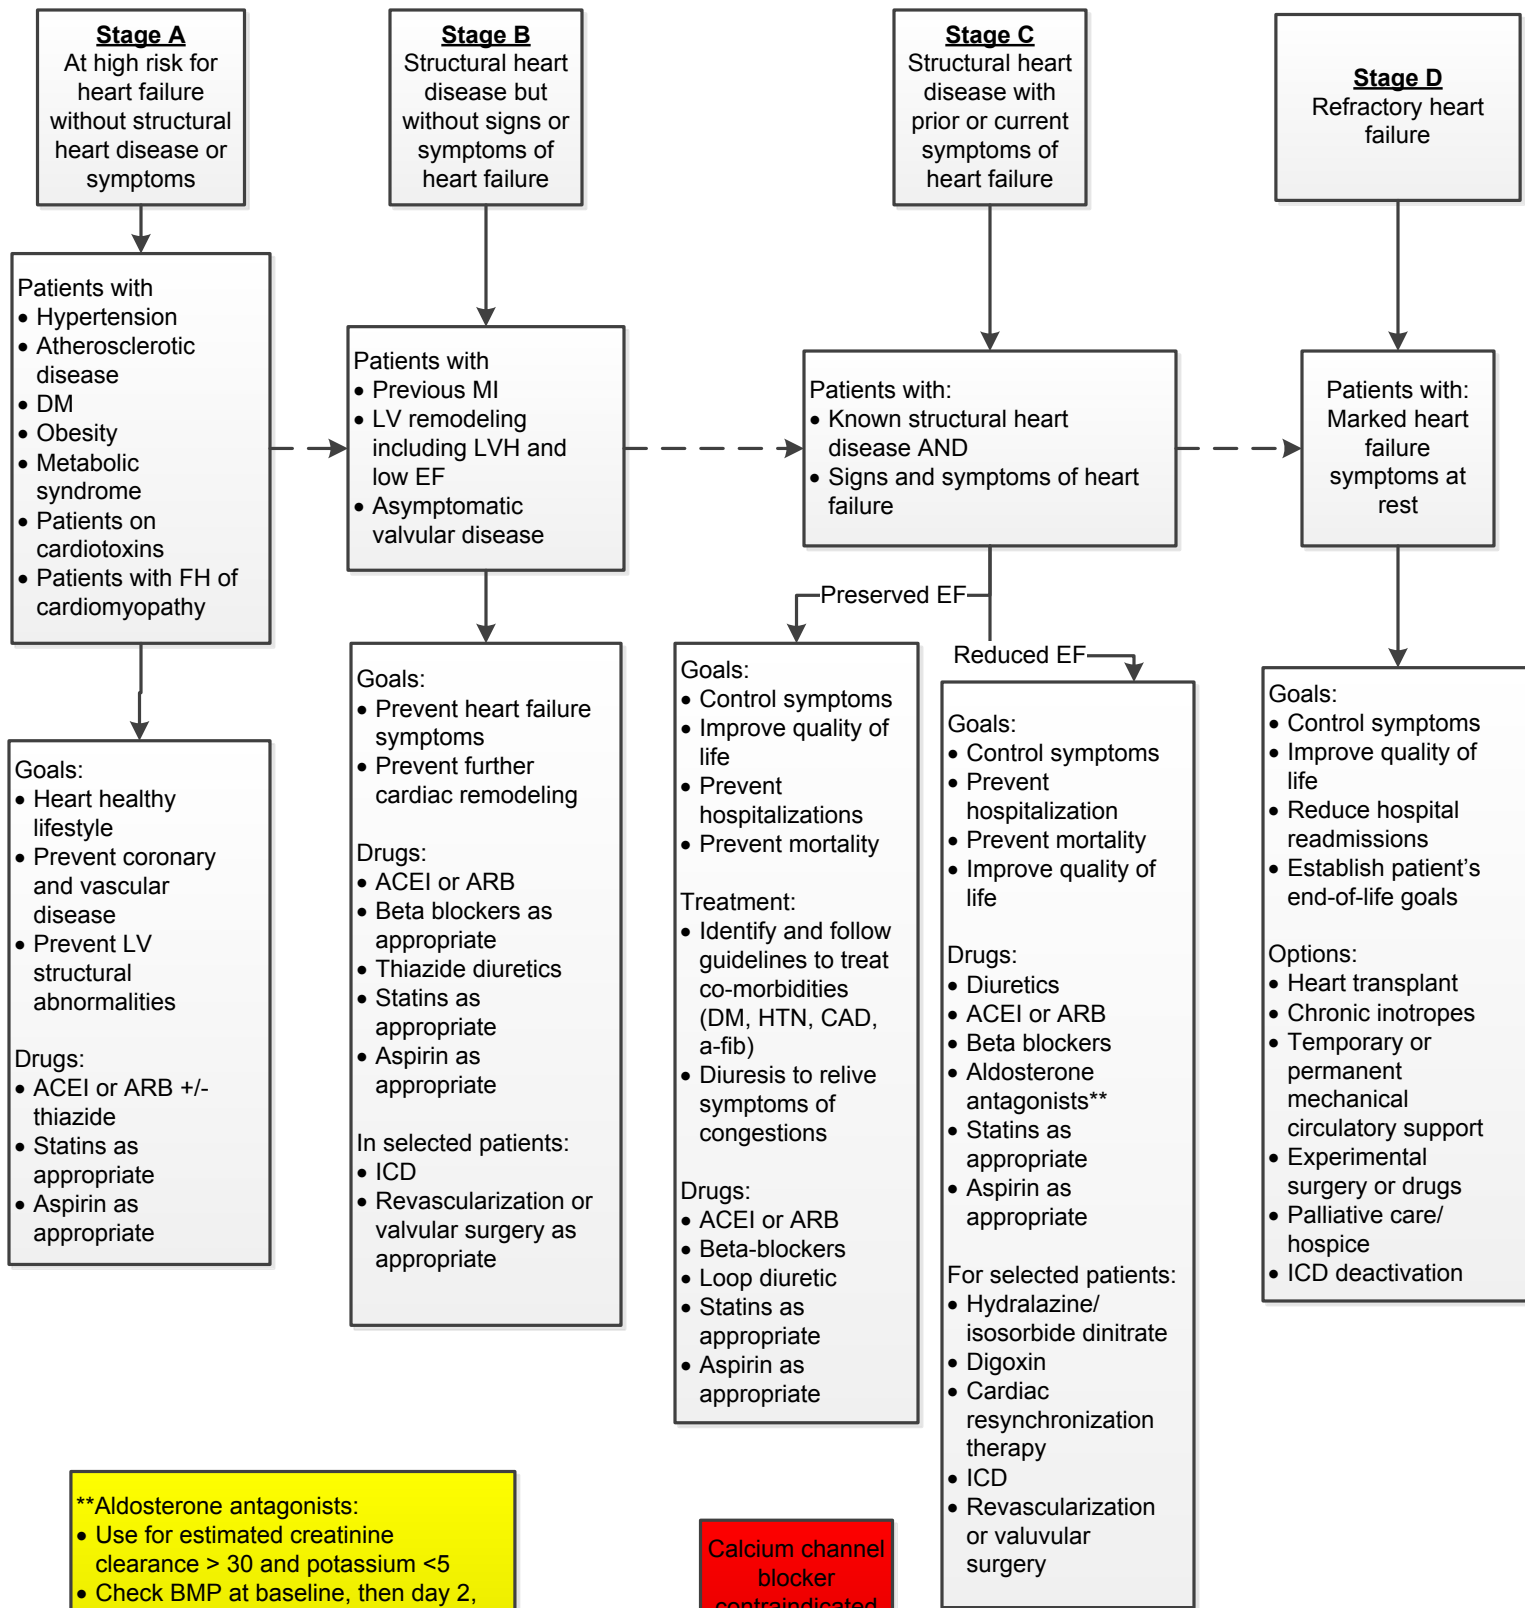 Stage A
At high risk for
heart failure
without structural
heart disease or
symptoms
Stage B
Structural heart
disease but
without signs or
symptoms of
heart failure
Stage C
Structural heart
disease with
prior or current
symptoms of
heart failure
Stage D
Refractory heart
failure
Patients with
• Hypertension
• Atherosclerotic
disease
• DM
• Obesity
• Metabolic
syndrome
• Patients on
cardiotoxins
• Patients with FH of
cardiomyopathy
Patients with
• Previous MI
• LV remodeling
including LVH and
low EF
• Asymptomatic
valvular disease
Patients with:
• Known structural heart
disease AND
• Signs and symptoms of heart
failure
Patients with:
Marked heart
failure
symptoms at
rest
Preserved EF
Reduced EF
Goals:
• Heart healthy
lifestyle
• Prevent coronary
and vascular
disease
• Prevent LV
structural
abnormalities
Drugs:
• ACEI or ARB +/-
thiazide
• Statins as
appropriate
• Aspirin as
appropriate
Goals:
• Prevent heart failure
symptoms
• Prevent further
cardiac remodeling
Drugs:
• ACEI or ARB
• Beta blockers as
appropriate
• Thiazide diuretics
• Statins as
appropriate
• Aspirin as
appropriate
In selected patients:
• ICD
• Revascularization or
valvular surgery as
appropriate
Goals:
• Control symptoms
• Improve quality of
life
• Prevent
hospitalizations
• Prevent mortality
Treatment:
• Identify and follow
guidelines to treat
co-morbidities
(DM, HTN, CAD,
a-fib)
• Diuresis to relive
symptoms of
congestions
Drugs:
• ACEI or ARB
• Beta-blockers
• Loop diuretic
• Statins as
appropriate
• Aspirin as
appropriate
Goals:
• Control symptoms
• Prevent
hospitalization
• Prevent mortality
• Improve quality of
life
Drugs:
• Diuretics
• ACEI or ARB
• Beta blockers
• Aldosterone
antagonists**
• Statins as
appropriate
• Aspirin as
appropriate
For selected patients:
• Hydralazine/
isosorbide dinitrate
• Digoxin
• Cardiac
resynchronization
therapy
• ICD
• Revascularization
or valuvular
surgery
Goals:
• Control symptoms
• Improve quality of
life
• Reduce hospital
readmissions
• Establish patient's
end-of-life goals
Options:
• Heart transplant
• Chronic inotropes
• Temporary or
permanent
mechanical
circulatory support
• Experimental
surgery or drugs
• Palliative care/
hospice
• ICD deactivation
**Aldosterone antagonists:
• Use for estimated creatinine
clearance > 30 and potassium <5
• Check BMP at baseline, then day 2,
Calcium channel
blocker
contraindicated